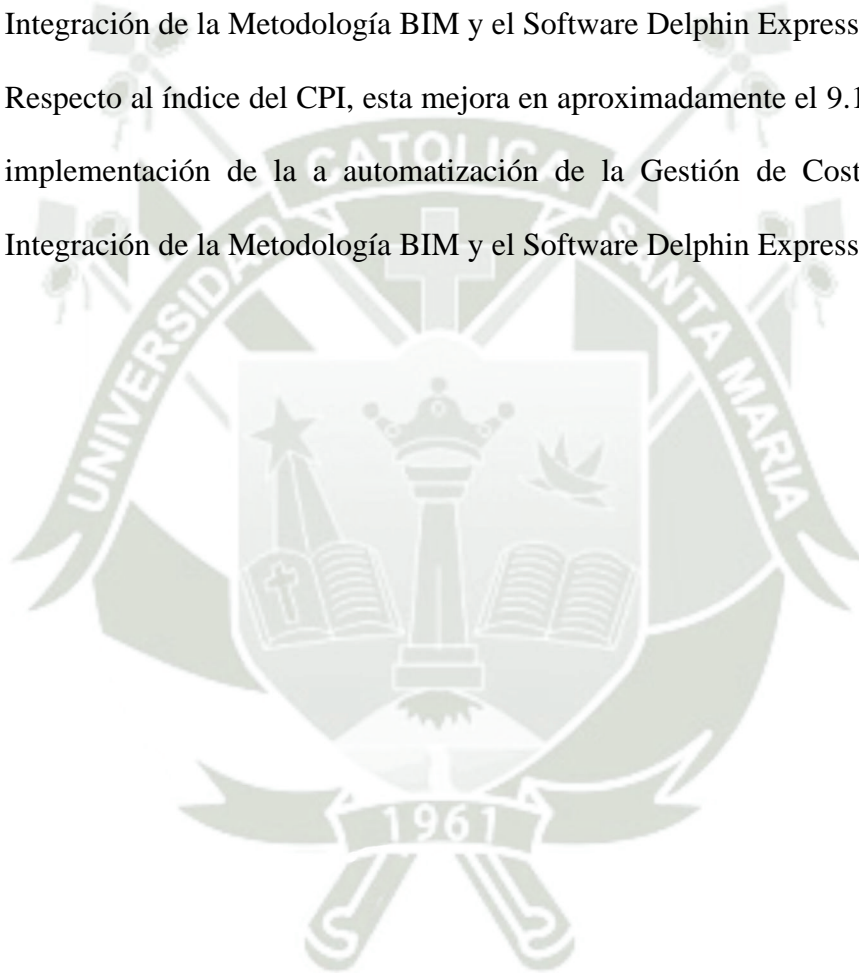 Integración de la Metodología BIM y el Software Delphin Express
Respecto al índice del CPI, esta mejora en aproximadamente el 9.1
implementación de la a automatización de la Gestión de Cost
Integración de la Metodología BIM y el Software Delphin Express
UNIVERSIDAD CATOLICA SANTA MARIA
1961